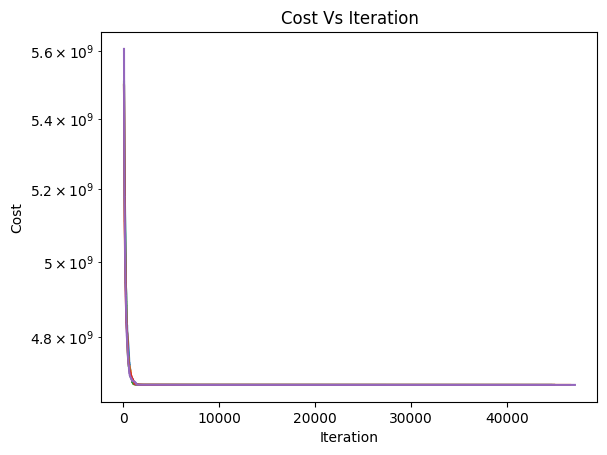 Cost Vs Iteration
5.6 × 10⁹
5.4 × 10⁹
5.2 × 10⁹
5 × 10⁹
4.8 × 10⁹
Cost
0 10000 20000 30000 40000
Iteration